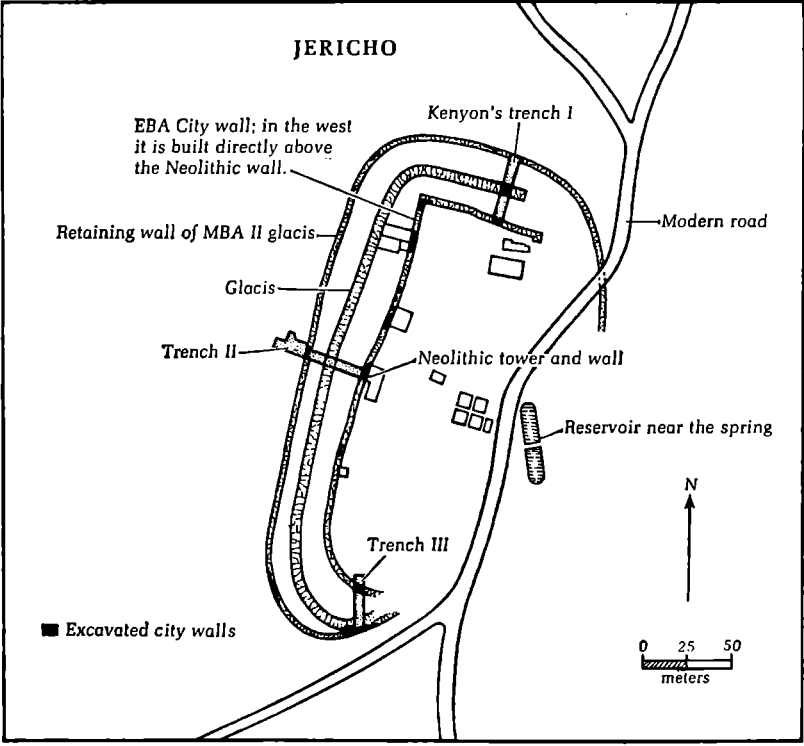 JERICHO
Kenyon's trench I
EBA City wall; in the west
it is built directly above
the Neolithic wall.
Modern road
Retaining wall of MBA II glacis
Glacis
Trench II
Neolithic tower and wall
Reservoir near the spring
N
Trench III
Excavated city walls
0 25 50
meters